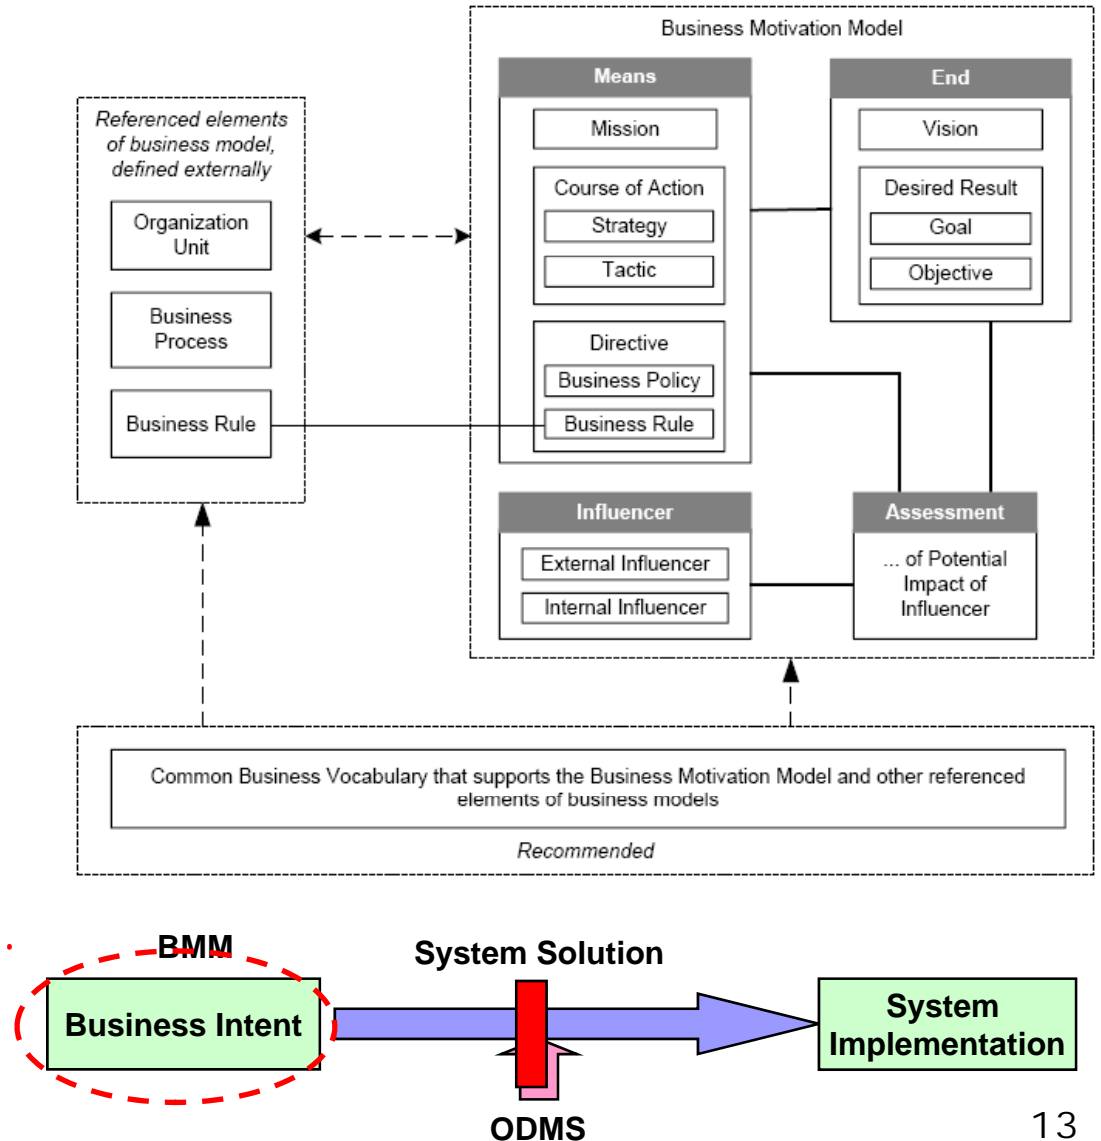 Business Motivation Model
Referenced elements
of business model,
defined externally
Organization
Unit
Business
Process
Business Rule
Means
Mission
Course of Action
Strategy
Tactic
Directive
Business Policy
Business Rule
End
Vision
Desired Result
Goal
Objective
Influencer
External Influencer
Internal Influencer
Assessment
... of Potential
Impact of
Influencer
Common Business Vocabulary that supports the Business Motivation Model and other referenced
elements of business models
Recommended
BMM
Business Intent
System Solution
ODMS
System
Implementation
13